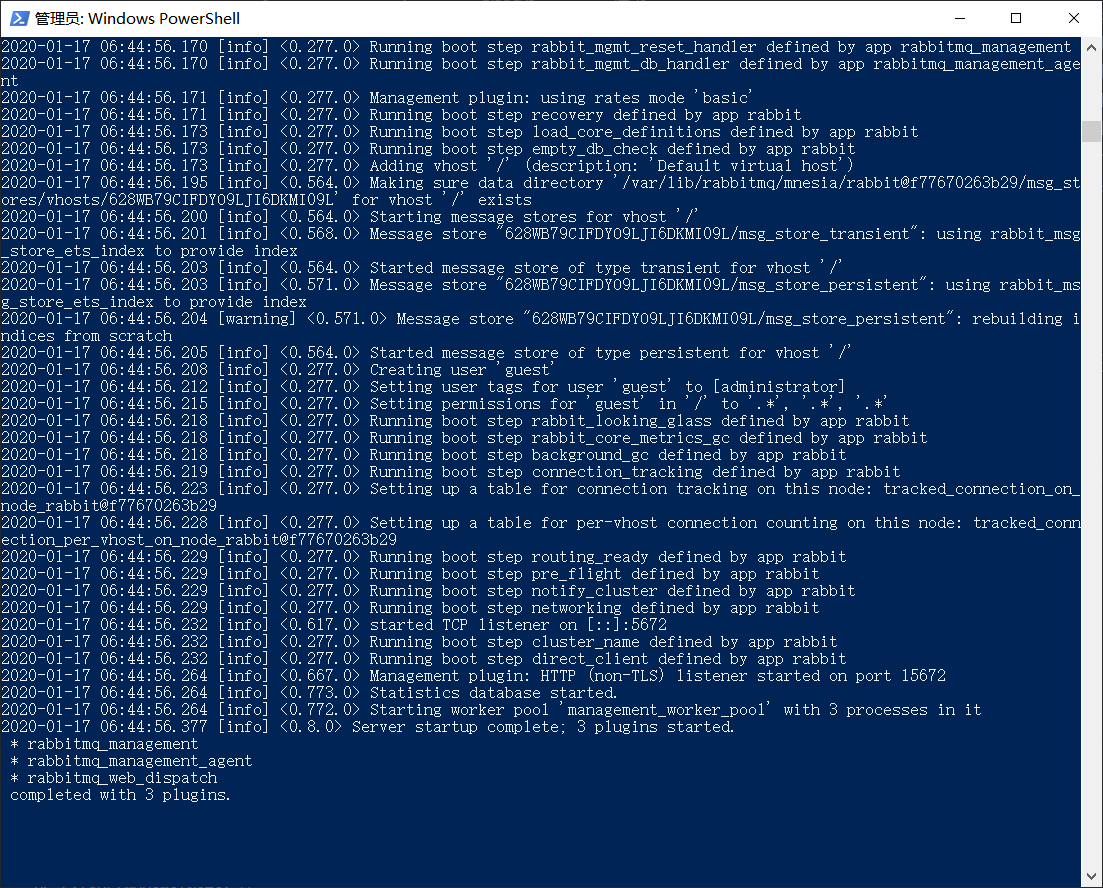 管理员: Windows PowerShell
2020-01-17 06:44:56.170 [info] <0.277.0> Running boot step rabbit_mgmt_reset_handler defined by app rabbitmq_management
2020-01-17 06:44:56.170 [info] <0.277.0> Running boot step rabbit_mgmt_db_handler defined by app rabbitmq_management_age
nt
2020-01-17 06:44:56.171 [info] <0.277.0> Management plugin: using rates mode 'basic'
2020-01-17 06:44:56.171 [info] <0.277.0> Running boot step recovery defined by app rabbit
2020-01-17 06:44:56.173 [info] <0.277.0> Running boot step load_core_definitions defined by app rabbit
2020-01-17 06:44:56.173 [info] <0.277.0> Running boot step empty_db_check defined by app rabbit
2020-01-17 06:44:56.173 [info] <0.277.0> Adding vhost '/' (description: 'Default virtual host')
2020-01-17 06:44:56.195 [info] <0.564.0> Making sure data directory '/var/lib/rabbitmq/mnesia/rabbit@f77670263b29/msg_st
ores/vhosts/628WB79CIFDYO9LJI6DKMI09L' for vhost '/' exists
2020-01-17 06:44:56.200 [info] <0.564.0> Starting message stores for vhost '/'
2020-01-17 06:44:56.201 [info] <0.568.0> Message store "628WB79CIFDYO9LJI6DKMI09L/msg_store_transient": using rabbit_msg
_store_ets_index to provide index
2020-01-17 06:44:56.203 [info] <0.564.0> Started message store of type transient for vhost '/'
2020-01-17 06:44:56.203 [info] <0.571.0> Message store "628WB79CIFDYO9LJI6DKMI09L/msg_store_persistent": using rabbit_ms
g_store_ets_index to provide index
2020-01-17 06:44:56.204 [warning] <0.571.0> Message store "628WB79CIFDYO9LJI6DKMI09L/msg_store_persistent": rebuilding i
ndices from scratch
2020-01-17 06:44:56.205 [info] <0.564.0> Started message store of type persistent for vhost '/'
2020-01-17 06:44:56.208 [info] <0.277.0> Creating user 'guest'
2020-01-17 06:44:56.212 [info] <0.277.0> Setting user tags for user 'guest' to [administrator]
2020-01-17 06:44:56.215 [info] <0.277.0> Setting permissions for 'guest' in '/' to '.*', '.*', '.*'
2020-01-17 06:44:56.218 [info] <0.277.0> Running boot step rabbit_looking_glass defined by app rabbit
2020-01-17 06:44:56.218 [info] <0.277.0> Running boot step rabbit_core_metrics_gc defined by app rabbit
2020-01-17 06:44:56.218 [info] <0.277.0> Running boot step background_gc defined by app rabbit
2020-01-17 06:44:56.219 [info] <0.277.0> Running boot step connection_tracking defined by app rabbit
2020-01-17 06:44:56.223 [info] <0.277.0> Setting up a table for connection tracking on this node: tracked_connection_on_
node_rabbit@f77670263b29
2020-01-17 06:44:56.228 [info] <0.277.0> Setting up a table for per-vhost connection counting on this node: tracked_conn
ection_per_vhost_on_node_rabbit@f77670263b29
2020-01-17 06:44:56.229 [info] <0.277.0> Running boot step routing_ready defined by app rabbit
2020-01-17 06:44:56.229 [info] <0.277.0> Running boot step pre_flight defined by app rabbit
2020-01-17 06:44:56.229 [info] <0.277.0> Running boot step notify_cluster defined by app rabbit
2020-01-17 06:44:56.229 [info] <0.277.0> Running boot step networking defined by app rabbit
2020-01-17 06:44:56.232 [info] <0.617.0> started TCP listener on [::]:5672
2020-01-17 06:44:56.232 [info] <0.277.0> Running boot step cluster_name defined by app rabbit
2020-01-17 06:44:56.232 [info] <0.277.0> Running boot step direct_client defined by app rabbit
2020-01-17 06:44:56.264 [info] <0.667.0> Management plugin: HTTP (non-TLS) listener started on port 15672
2020-01-17 06:44:56.264 [info] <0.773.0> Statistics database started.
2020-01-17 06:44:56.264 [info] <0.772.0> Starting worker pool 'management_worker_pool' with 3 processes in it
2020-01-17 06:44:56.377 [info] <0.8.0> Server startup complete; 3 plugins started.
* rabbitmq_management
* rabbitmq_management_agent
* rabbitmq_web_dispatch
completed with 3 plugins.